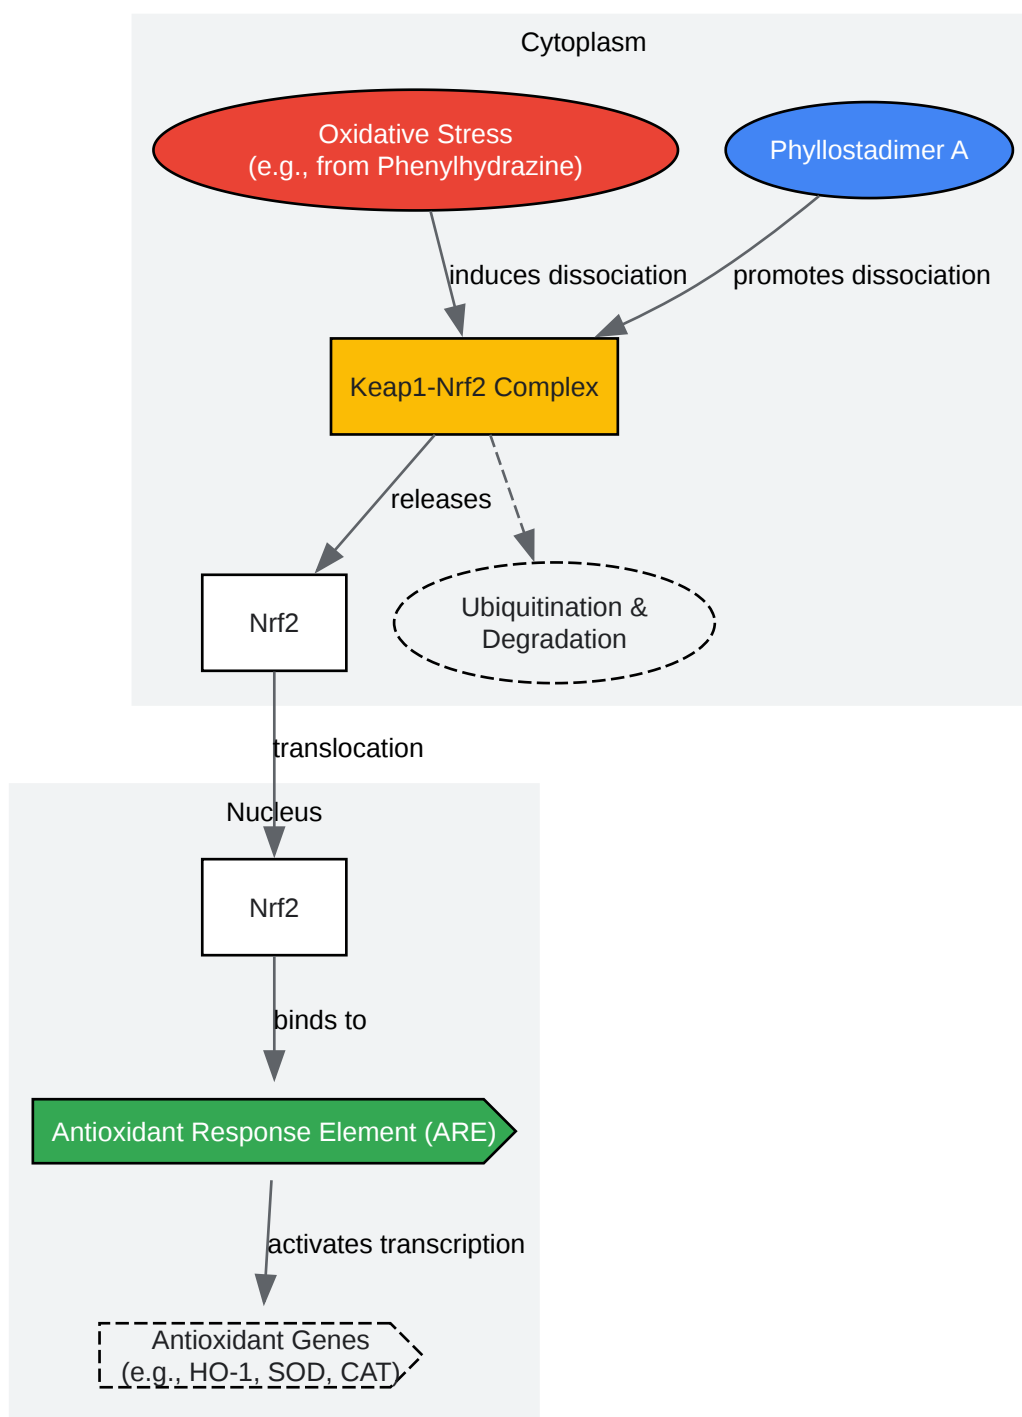 Cytoplasm
Oxidative Stress
(e.g., from Phenylhydrazine)
Phyllostadimer A
induces dissociation
promotes dissociation
Keap1-Nrf2 Complex
releases
Nrf2
Ubiquitination &
Degradation
translocation
Nucleus
Nrf2
binds to
Antioxidant Response Element (ARE)
activates transcription
Antioxidant Genes
(e.g., HO-1, SOD, CAT)